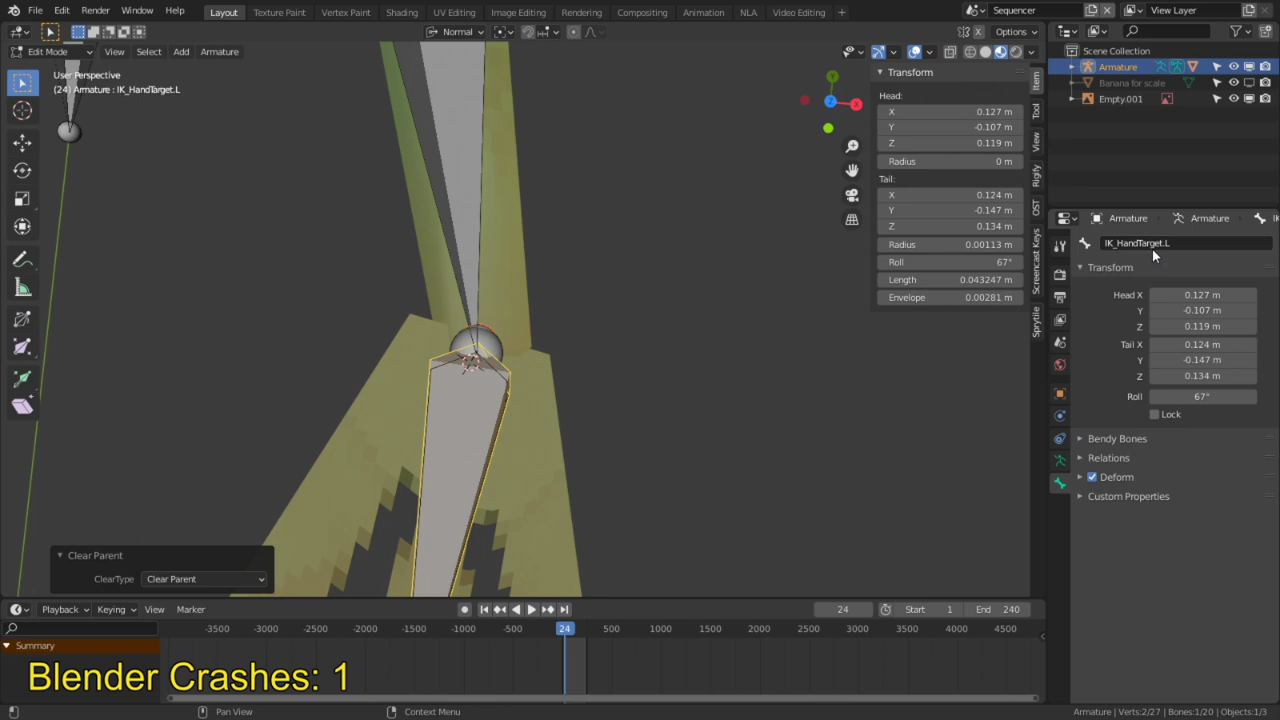 File Edit Render Window Help Layout Texture Paint Vertex Paint Shading UV Editing Image Editing Rendering Compositing Animation NLA Video Editing + Sequencer View Layer
Normal Options
Edit Mode View Select Add Armature
User Perspective
(24) Armature : IK_HandTarget.L
Transform
Head:
X 0.127 m
Y -0.107 m
Z 0.119 m
Radius 0 m
Tail:
X 0.124 m
Y -0.147 m
Z 0.134 m
Radius 0.00113 m
Roll 67°
Length 0.043247 m
Envelope 0.00281 m
Item
Tool
View
Rigify
OST
Screencast Keys
Sprytile
Y
X
Z
Scene Collection
Armature
Banana for scale
Empty.001
Armature Armature
IK_HandTarget.L
Transform
Head X 0.127 m
Y -0.107 m
Z 0.119 m
Tail X 0.124 m
Y -0.147 m
Z 0.134 m
Roll 67°
Lock
Bendy Bones
Relations
Deform
Custom Properties
Clear Parent
ClearType Clear Parent
Playback Keying View Marker 24 Start 1 End 240
-3500 -3000 -2500 -2000 -1500 -1000 -500 24 500 1000 1500 2000 2500 3000 3500 4000 4500
Summary
Blender Crashes: 1
Pan View Context Menu Armature | Verts:2/27 | Bones:1/20 | Objects:1/3